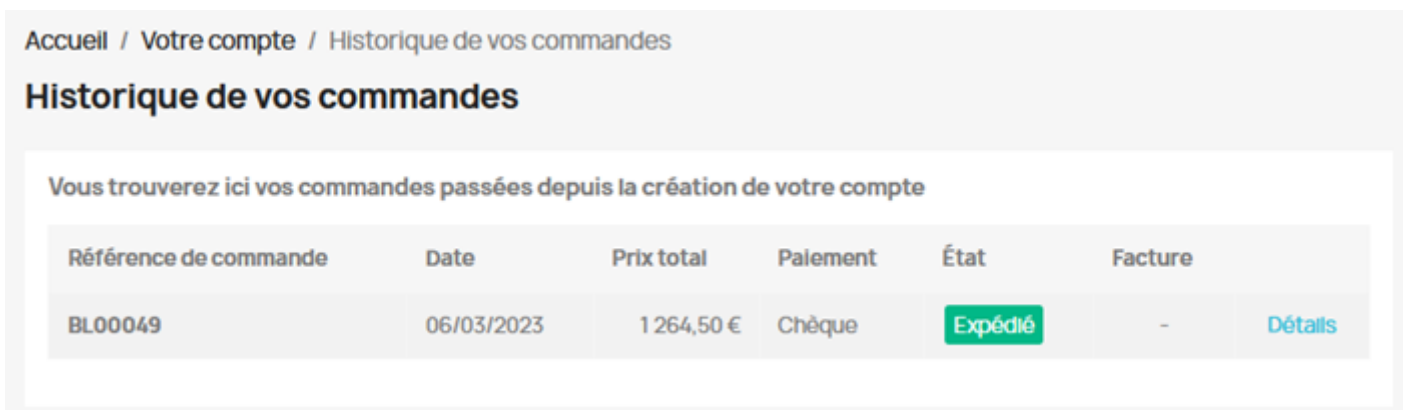 Accueil / Votre compte / Historique de vos commandes
Historique de vos commandes
Vous trouverez ici vos commandes passées depuis la création de votre compte
Référence de commande Date Prix total Paiement État Facture
BL00049 06/03/2023 1 264,50 € Chèque Expédié - Détails